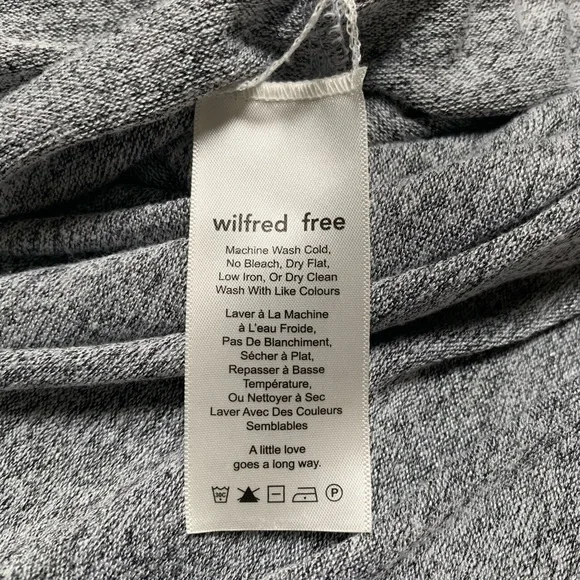 wilfred free
Machine Wash Cold,
No Bleach, Dry Flat,
Low Iron, Or Dry Clean
Wash With Like Colours
Laver à La Machine
à L'eau Froide,
Pas De Blanchiment,
Sécher à Plat,
Repasser à Basse
Température,
Ou Nettoyer à Sec
Laver Avec Des Couleurs
Semblables
A little love
goes a long way.
30C P